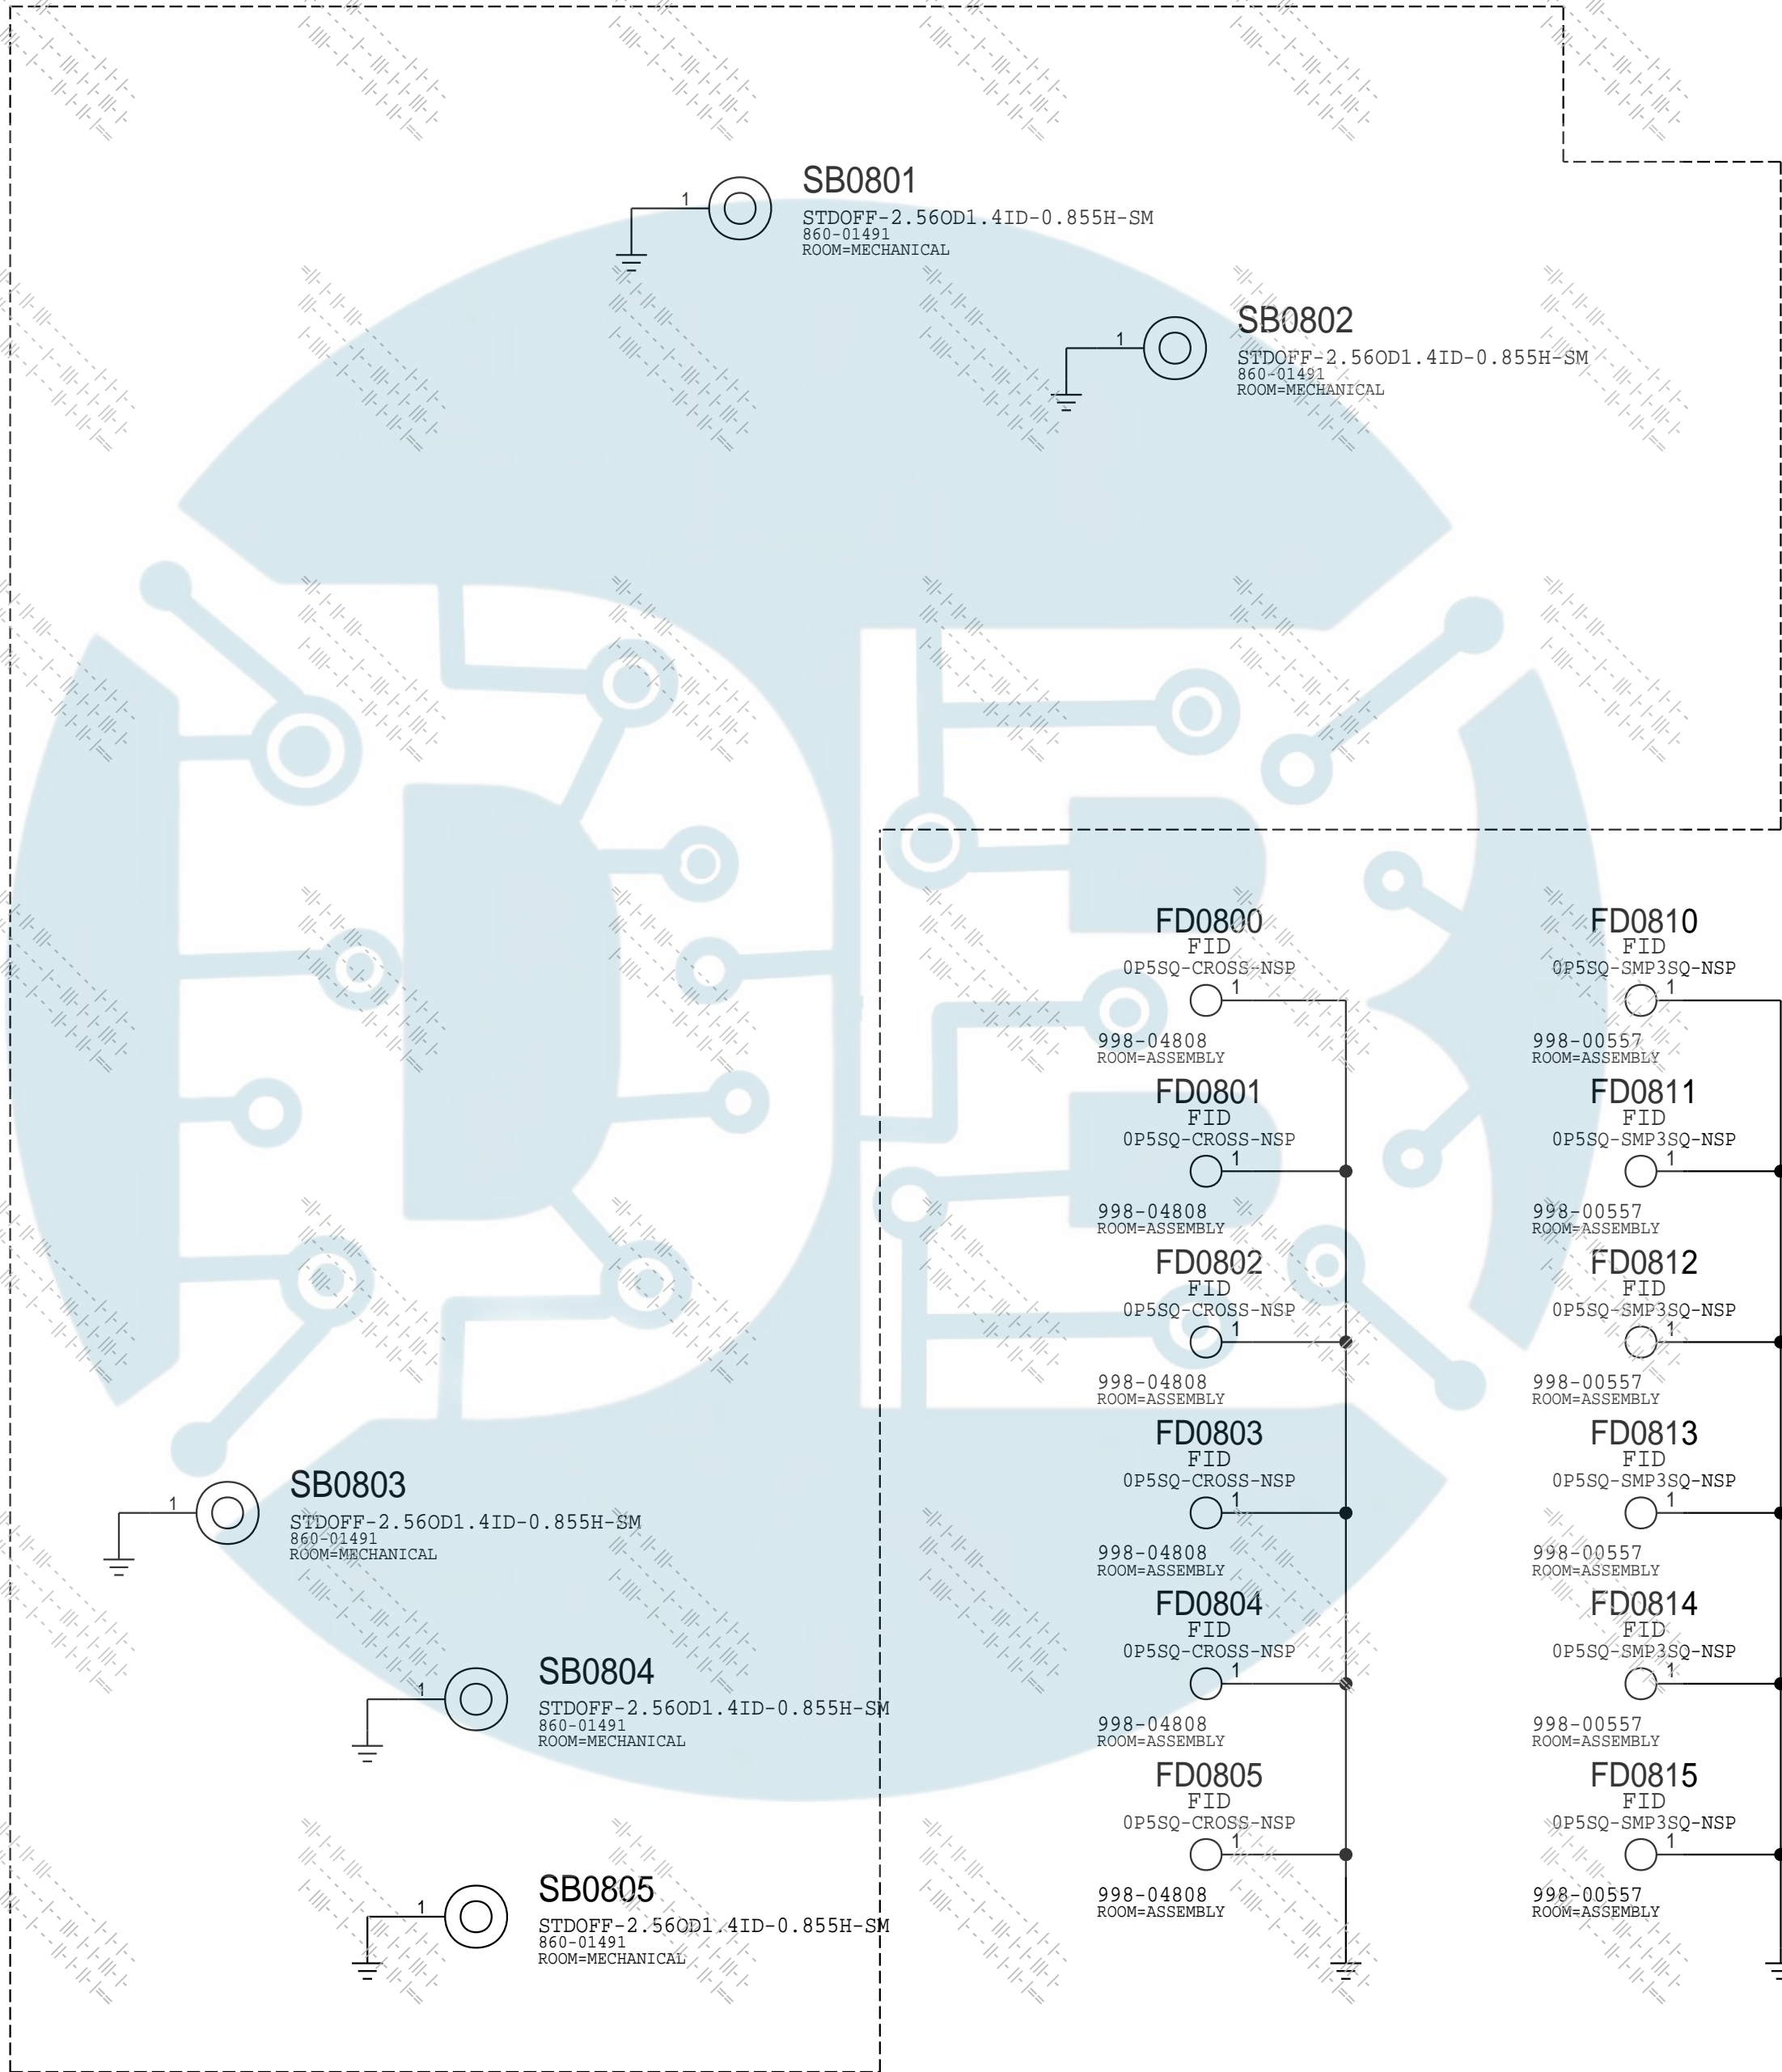 SB0801
1
STDOFF-2.56OD1.4ID-0.855H-SM
860-01491
ROOM=MECHANICAL
SB0802
1
STDOFF-2.56OD1.4ID-0.855H-SM
860-01491
ROOM=MECHANICAL
SB0803
1
STDOFF-2.56OD1.4ID-0.855H-SM
860-01491
ROOM=MECHANICAL
SB0804
1
STDOFF-2.56OD1.4ID-0.855H-SM
860-01491
ROOM=MECHANICAL
SB0805
1
STDOFF-2.56OD1.4ID-0.855H-SM
860-01491
ROOM=MECHANICAL
FD0800
FID
0P5SQ-CROSS-NSP
1
998-04808
ROOM=ASSEMBLY
FD0801
FID
0P5SQ-CROSS-NSP
1
998-04808
ROOM=ASSEMBLY
FD0802
FID
0P5SQ-CROSS-NSP
1
998-04808
ROOM=ASSEMBLY
FD0803
FID
0P5SQ-CROSS-NSP
1
998-04808
ROOM=ASSEMBLY
FD0804
FID
0P5SQ-CROSS-NSP
1
998-04808
ROOM=ASSEMBLY
FD0805
FID
0P5SQ-CROSS-NSP
1
998-04808
ROOM=ASSEMBLY
FD0810
FID
0P5SQ-SMP3SQ-NSP
1
998-00557
ROOM=ASSEMBLY
FD0811
FID
0P5SQ-SMP3SQ-NSP
1
998-00557
ROOM=ASSEMBLY
FD0812
FID
0P5SQ-SMP3SQ-NSP
1
998-00557
ROOM=ASSEMBLY
FD0813
FID
0P5SQ-SMP3SQ-NSP
1
998-00557
ROOM=ASSEMBLY
FD0814
FID
0P5SQ-SMP3SQ-NSP
1
998-00557
ROOM=ASSEMBLY
FD0815
FID
0P5SQ-SMP3SQ-NSP
1
998-00557
ROOM=ASSEMBLY